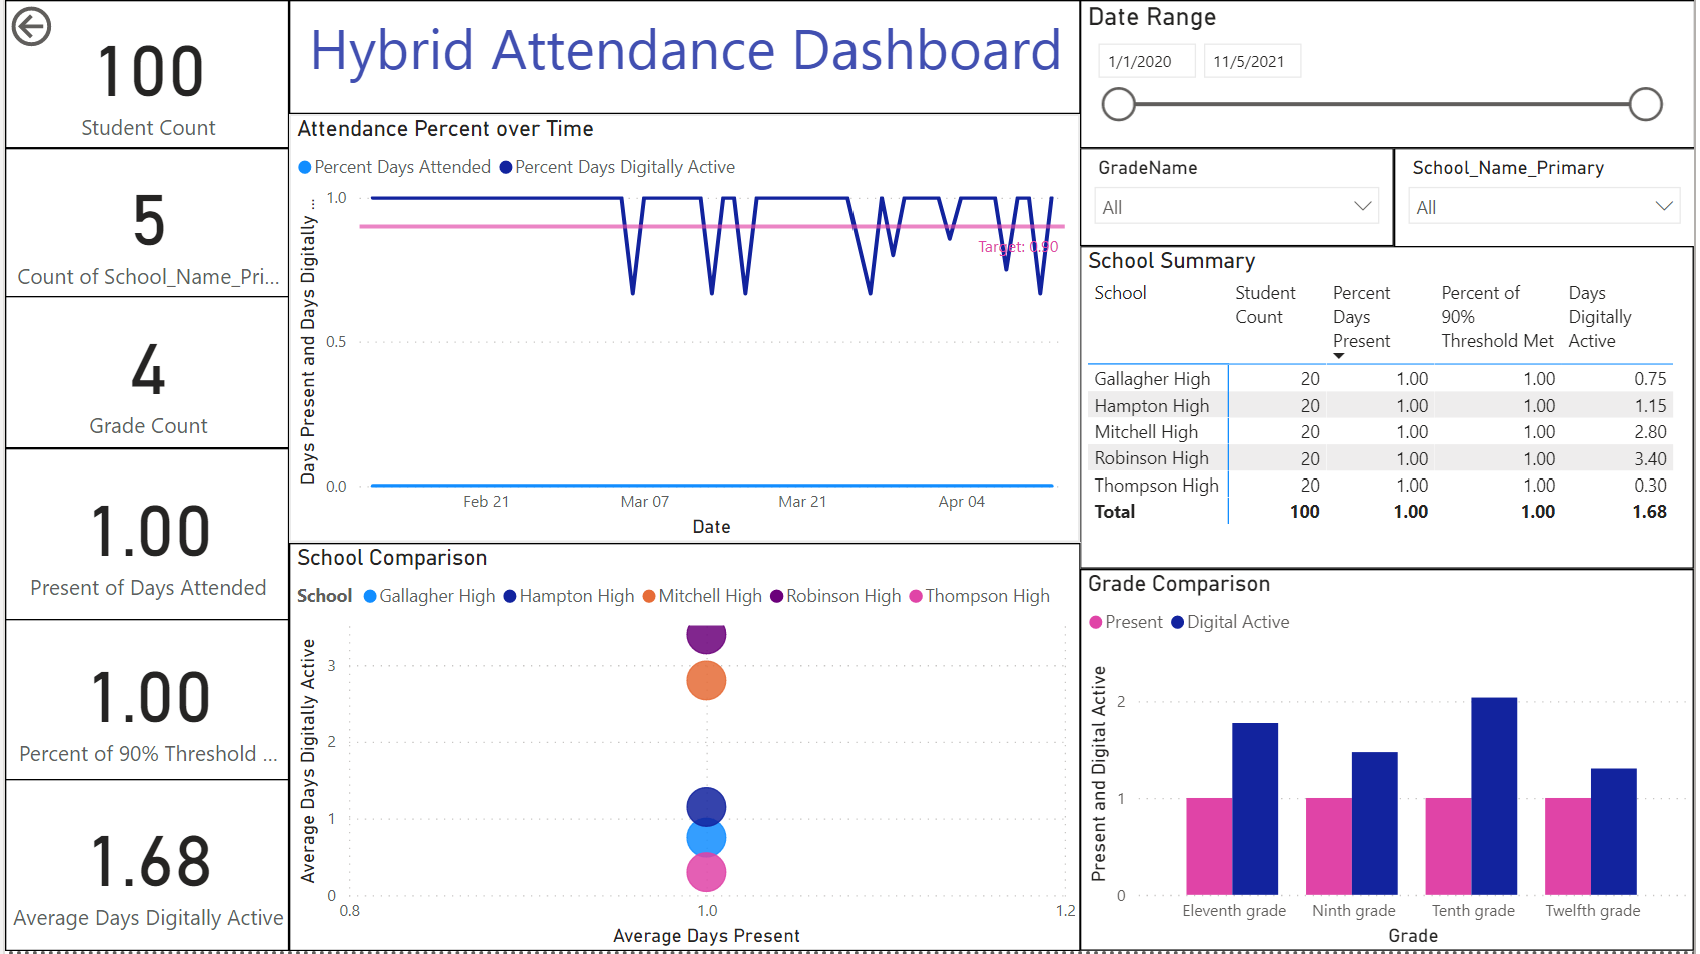 100
Student Count
5
Count of School_Name_Pri...
4
Grade Count
1.00
Present of Days Attended
1.00
Percent of 90% Threshold ...
1.68
Average Days Digitally Active
Hybrid Attendance Dashboard
Attendance Percent over Time
Percent Days Attended Percent Days Digitally Active
Days Present and Days Digitally ...
1.0
0.5
0.0
Target: 0.90
Feb 21 Mar 07 Mar 21 Apr 04
Date
School Comparison
School Gallagher High Hampton High Mitchell High Robinson High Thompson High
Average Days Digitally Active
3
2
1
0
0.8 1.0 1.2
Average Days Present
Date Range
1/1/2020 11/5/2021
GradeName
All
School_Name_Primary
All
School Summary
School Student Count Percent Days Present Percent of 90% Threshold Met Days Digitally Active
Gallagher High 20 1.00 1.00 0.75
Hampton High 20 1.00 1.00 1.15
Mitchell High 20 1.00 1.00 2.80
Robinson High 20 1.00 1.00 3.40
Thompson High 20 1.00 1.00 0.30
Total 100 1.00 1.00 1.68
Grade Comparison
Present Digital Active
Present and Digital Active
2
1
0
Eleventh grade Ninth grade Tenth grade Twelfth grade
Grade